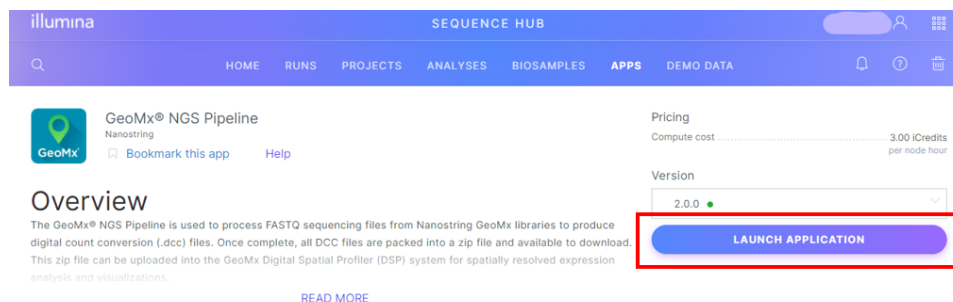 illumina
SEQUENCE HUB
HOME RUNS PROJECTS ANALYSES BIOSAMPLES APPS DEMO DATA
GeoMx
GeoMx® NGS Pipeline
Nanostring
Bookmark this app Help
Overview
The GeoMx® NGS Pipeline is used to process FASTQ sequencing files from Nanostring GeoMx libraries to produce
digital count conversion (.dcc) files. Once complete, all DCC files are packed into a zip file and available to download.
This zip file can be uploaded into the GeoMx Digital Spatial Profiler (DSP) system for spatially resolved expression
analysis and visualizations.
READ MORE
Pricing
Compute cost 3.00 iCredits
per node hour
Version
2.0.0
LAUNCH APPLICATION